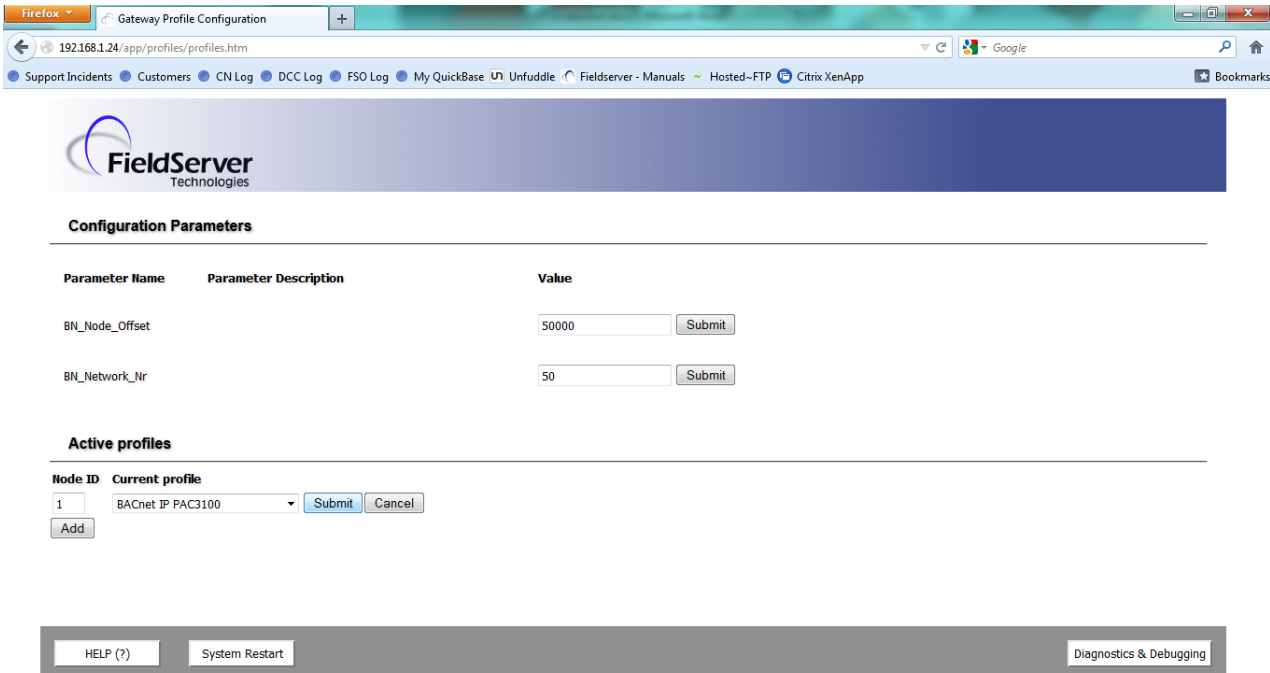 Firefox
Gateway Profile Configuration
+
192.168.1.24/app/profiles/profiles.htm
Google
Support Incidents Customers CN Log DCC Log FSO Log My QuickBase Un Unfuddle Fieldserver - Manuals ~ Hosted~FTP Citrix XenApp Bookmarks
FieldServer
Technologies
Configuration Parameters
Parameter Name Parameter Description Value
BN_Node_Offset 50000 Submit
BN_Network_Nr 50 Submit
Active profiles
Node ID Current profile
1 BACnet IP PAC3100 Submit Cancel
Add
HELP (?) System Restart Diagnostics & Debugging